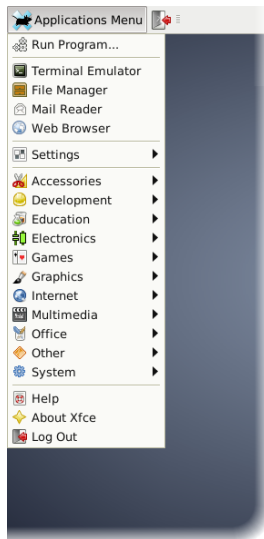 Applications Menu
Run Program...
Terminal Emulator
File Manager
Mail Reader
Web Browser
Settings
Accessories
Development
Education
Electronics
Games
Graphics
Internet
Multimedia
Office
Other
System
Help
About Xfce
Log Out